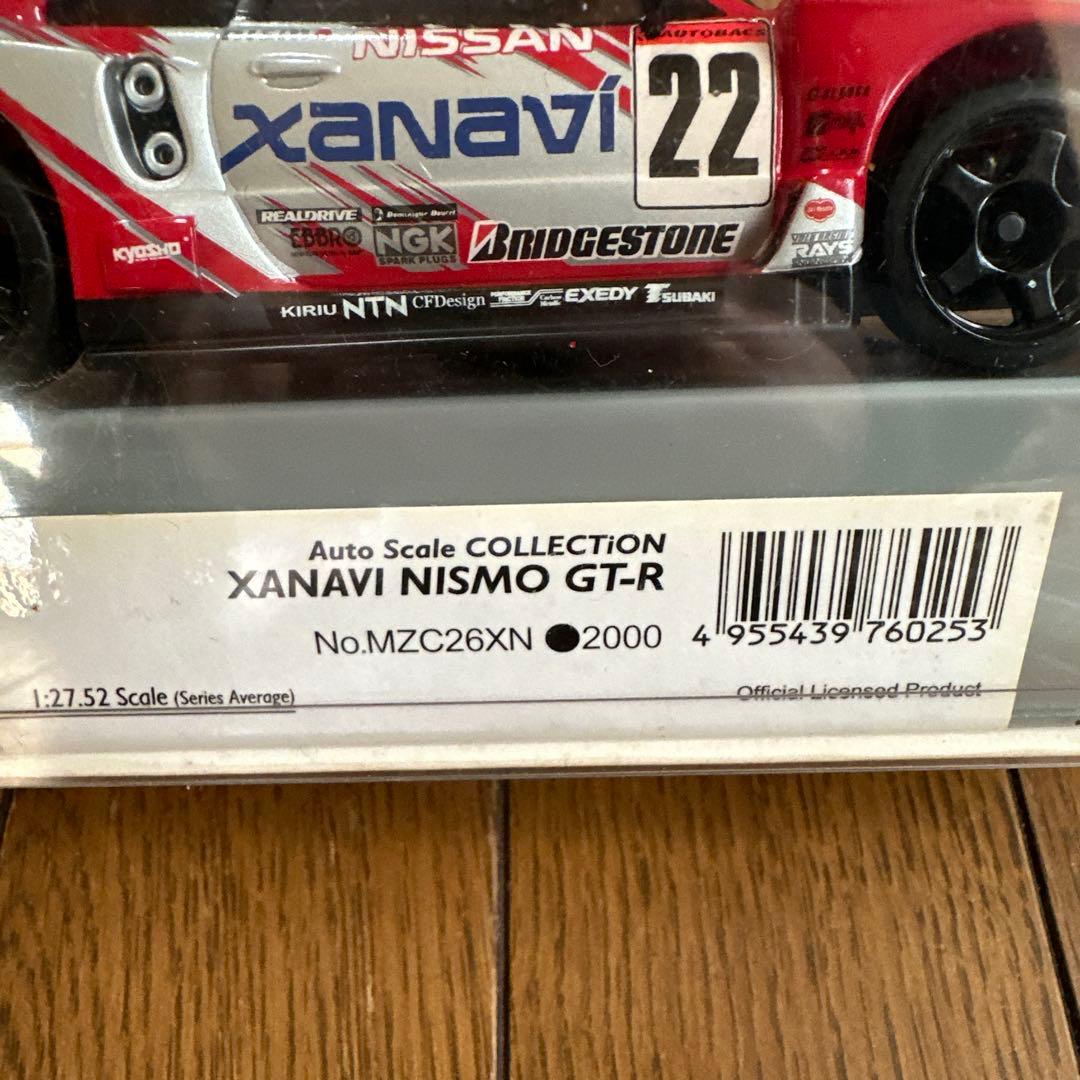 NISSAN
AUTOBACS
xanavi
22
REALDRIVE
EBBRO
NGK
SPARK PLUGS
BRIDGESTONE
KYOSHO
RAYS
KIRIU NTN CFDesign EXEDY TSUBAKI
Auto Scale COLLECTiON
XANAVI NISMO GT-R
No.MZC26XN ●2000
4 955439 760253
1:27.52 Scale (Series Average)
Official Licensed Product